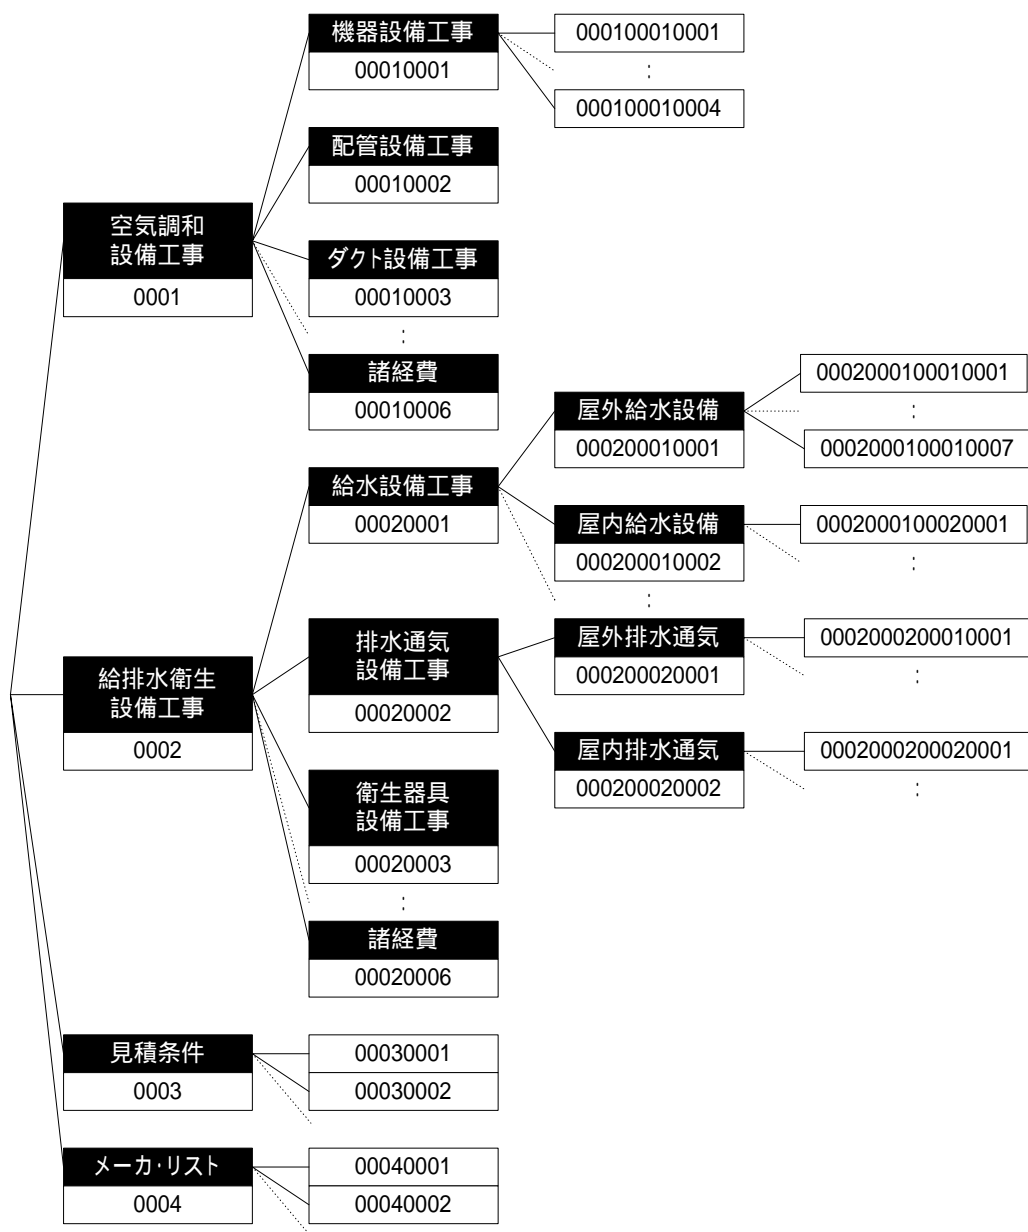 機器設備工事
00010001
000100010001
:
000100010004
配管設備工事
00010002
空気調和
設備工事
0001
ダクト設備工事
00010003
:
諸経費
00010006
給水設備工事
00020001
屋外給水設備
000200010001
0002000100010001
:
0002000100010007
屋内給水設備
000200010002
:
0002000100020001
:
給排水衛生
設備工事
0002
排水通気
設備工事
00020002
屋外排水通気
000200020001
0002000200010001
:
屋内排水通気
000200020002
0002000200020001
:
衛生器具
設備工事
00020003
:
諸経費
00020006
見積条件
0003
00030001
00030002
メーカ・リスト
0004
00040001
00040002